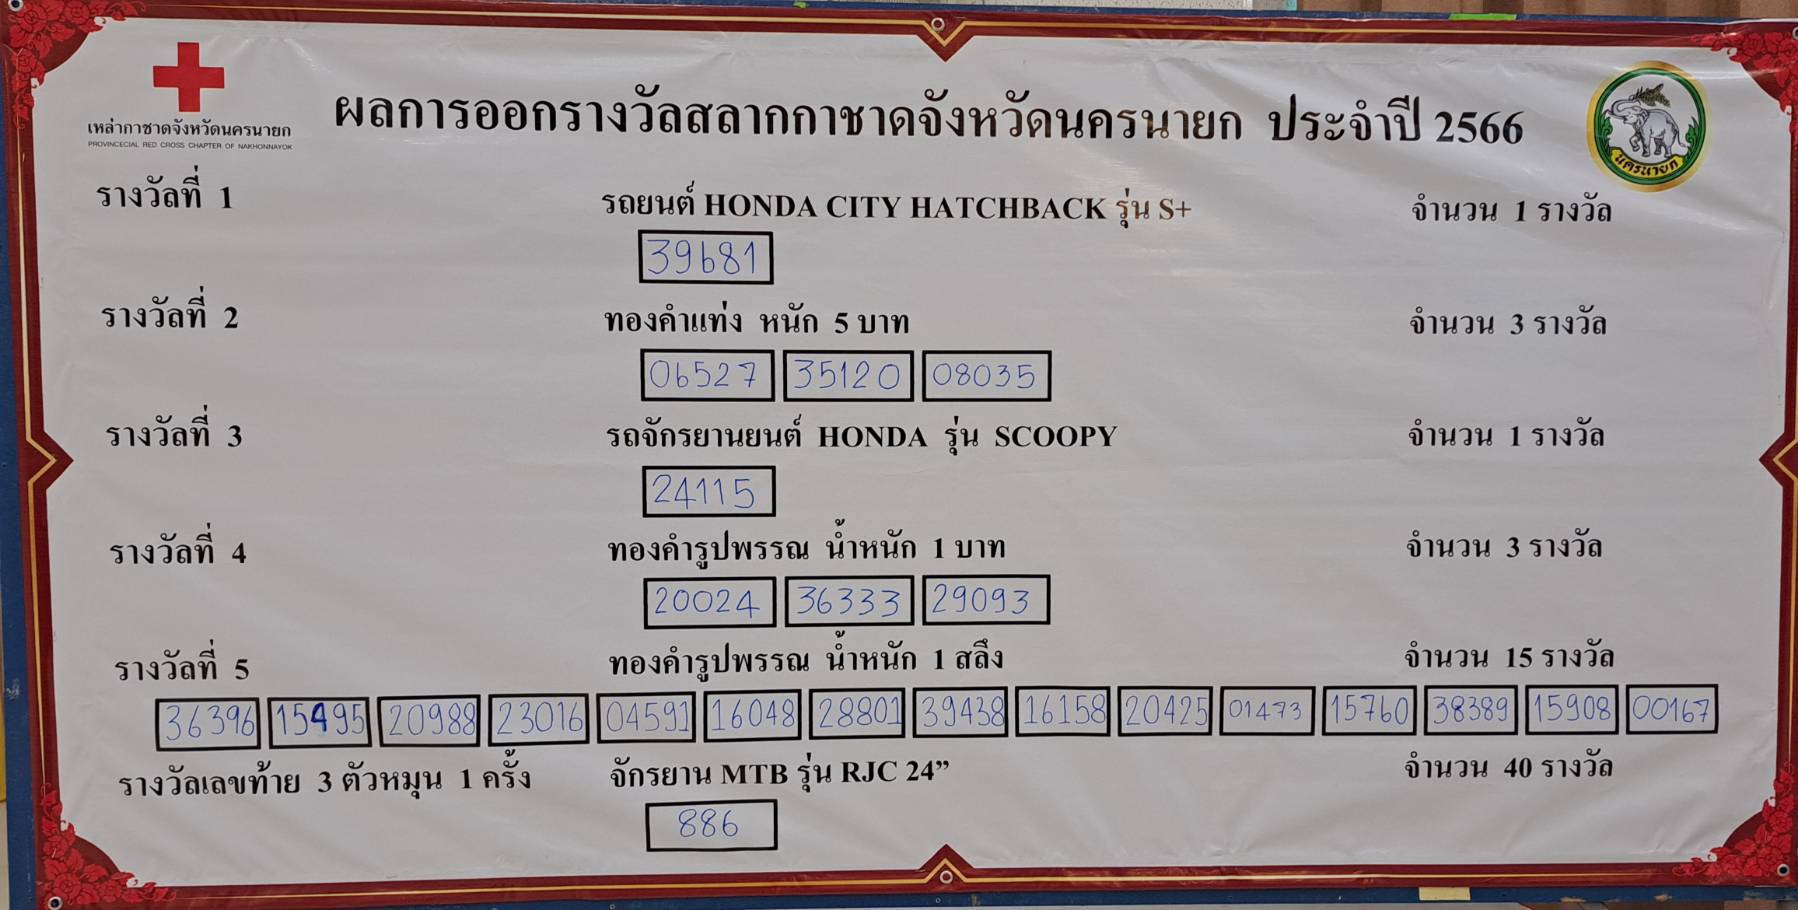 เหล่ากาชาดจังหวัดนครนายก
PROVINCECIAL RED CROSS CHAPTER OF NAKHONNAYOK
ผลการออกรางวัลสลากกาชาดจังหวัดนครนายก ประจำปี 2566
นครนายก
รางวัลที่ 1 รถยนต์ HONDA CITY HATCHBACK รุ่น S+ จำนวน 1 รางวัล
39681
รางวัลที่ 2 ทองคำแท่ง หนัก 5 บาท จำนวน 3 รางวัล
06527 35120 08035
รางวัลที่ 3 รถจักรยานยนต์ HONDA รุ่น SCOOPY จำนวน 1 รางวัล
24115
รางวัลที่ 4 ทองคำรูปพรรณ น้ำหนัก 1 บาท จำนวน 3 รางวัล
20024 36333 29093
รางวัลที่ 5 ทองคำรูปพรรณ น้ำหนัก 1 สลึง จำนวน 15 รางวัล
36396 15495 20988 23016 04591 16048 28801 39438 16158 20425 01473 15760 38389 15908 00167
รางวัลเลขท้าย 3 ตัวหมุน 1 ครั้ง จักรยาน MTB รุ่น RJC 24” จำนวน 40 รางวัล
886